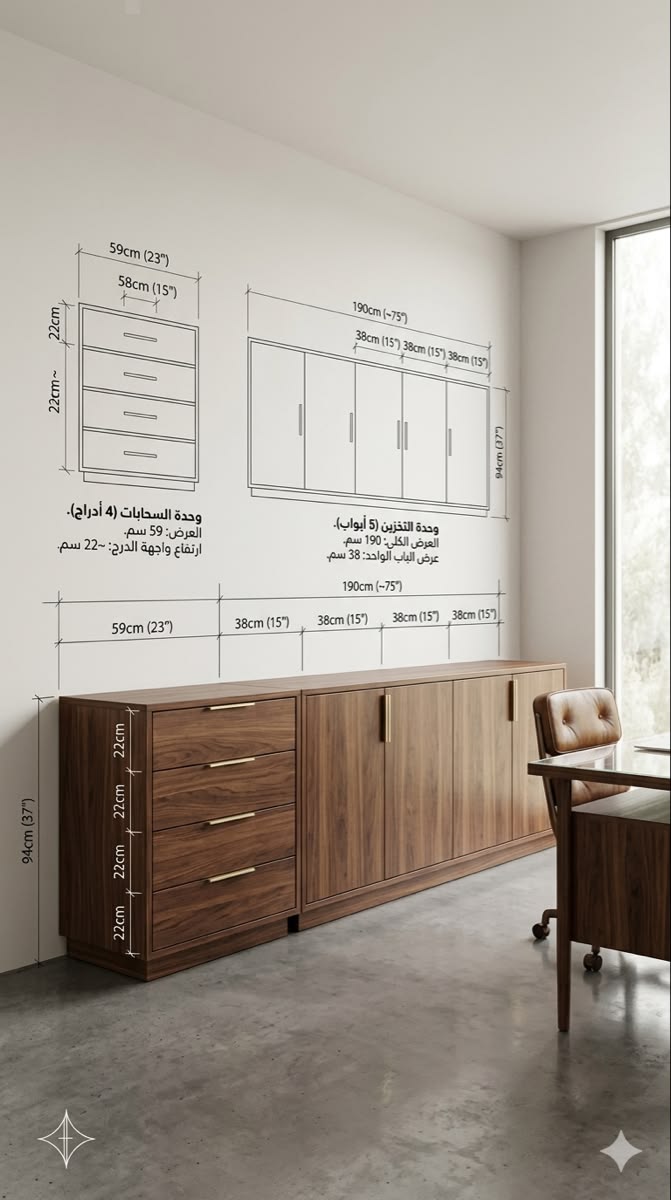 59cm (23")
58cm (15")
22cm
22cm~
190cm (~75")
38cm (15") 38cm (15") 38cm (15")
94cm (37")
وحدة السحابات (4 أدراج).
العرض: 59 سم.
ارتفاع واجهة الدرج: ~22 سم.
وحدة التخزين (5 أبواب).
العرض الكلي: 190 سم.
عرض الباب الواحد: 38 سم.
190cm (~75")
59cm (23")
38cm (15")
38cm (15")
38cm (15")
38cm (15")
94cm (37")
22cm
22cm
22cm
22cm